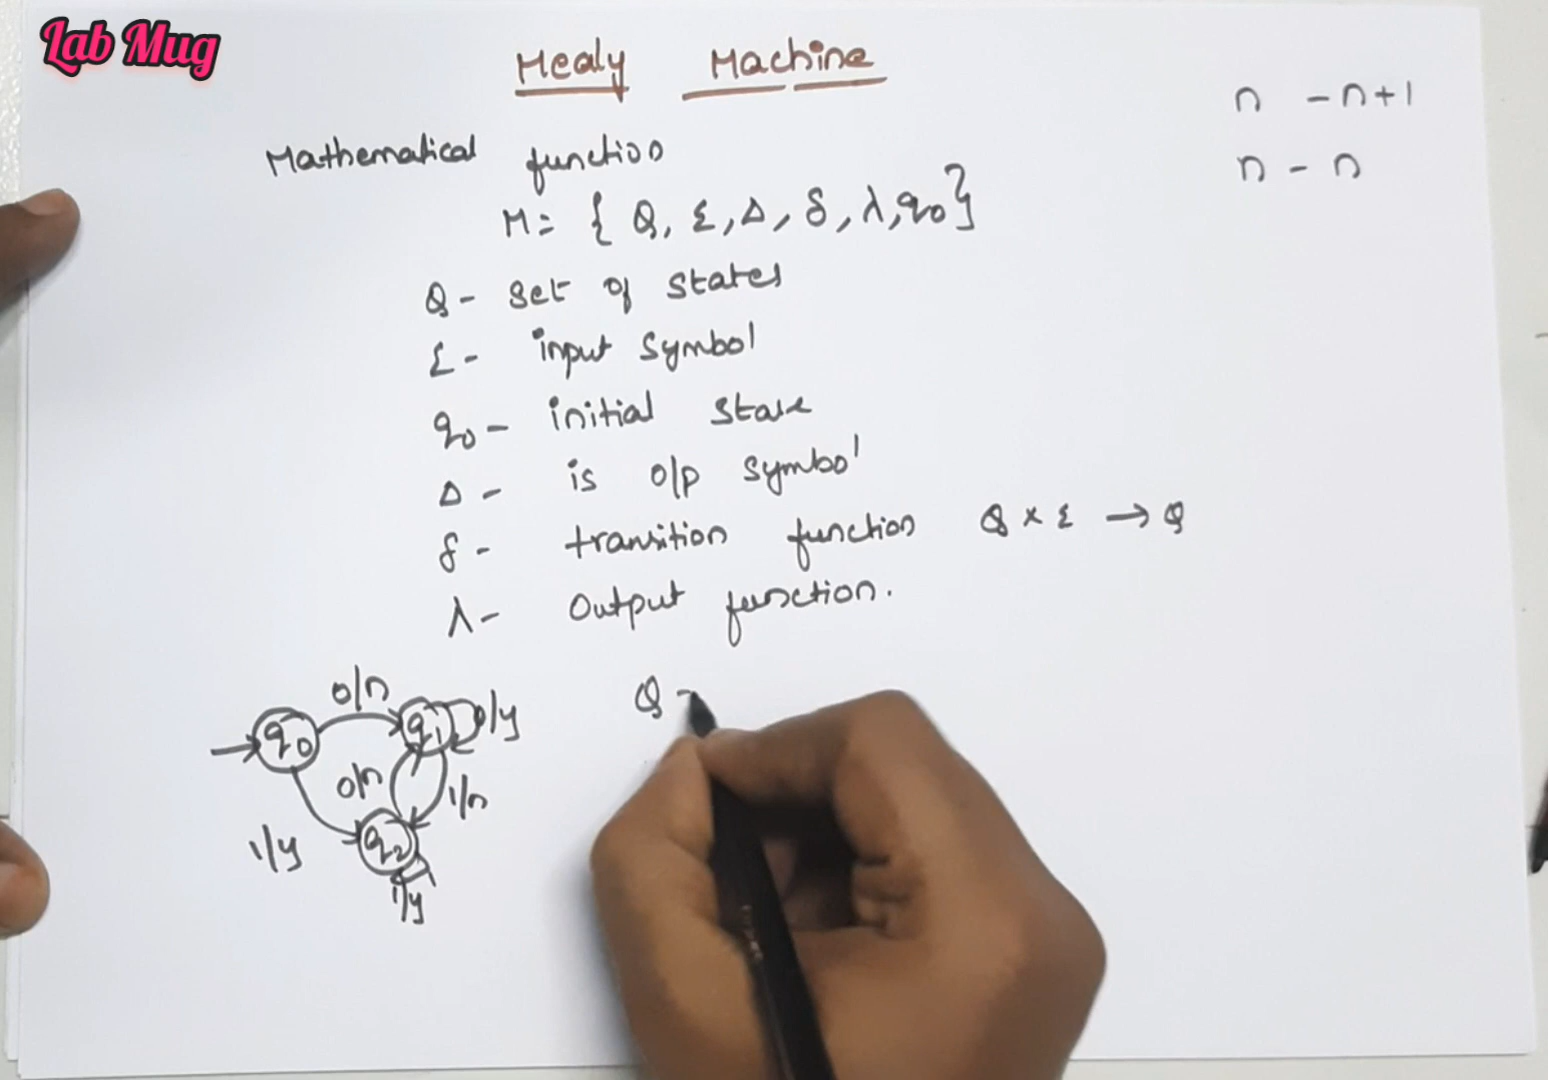 Lab Mug
Mealy Machine
n - n+1
n - n
Mathematical function
M = { Q, Σ, Δ, δ, λ, q0 }
Q - set of states
Σ - input symbol
q0 - initial state
Δ - is o/p symbol
δ - transition function Q × Σ → Q
λ - Output function.
0/n
q0
q1
0/y
0/n
1/n
1/y
q2
1/y
Q -